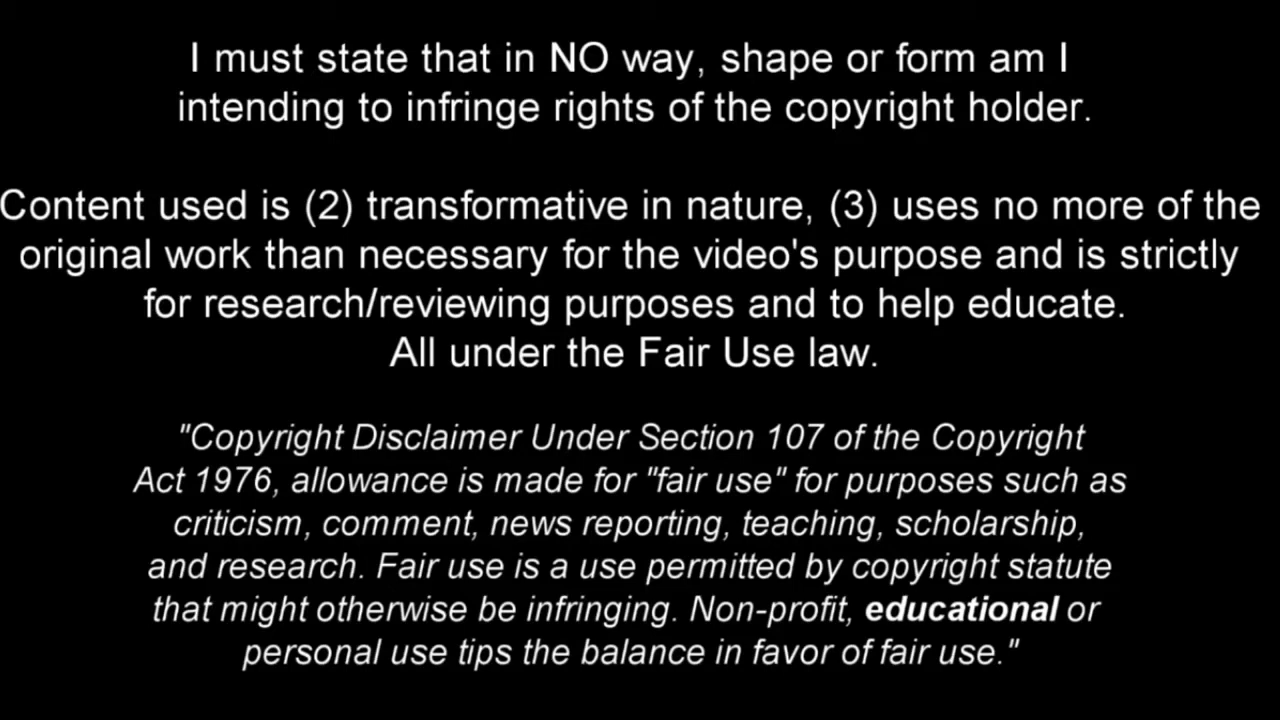 I must state that in NO way, shape or form am I
intending to infringe rights of the copyright holder.
Content used is (2) transformative in nature, (3) uses no more of the
original work than necessary for the video's purpose and is strictly
for research/reviewing purposes and to help educate.
All under the Fair Use law.
"Copyright Disclaimer Under Section 107 of the Copyright
Act 1976, allowance is made for "fair use" for purposes such as
criticism, comment, news reporting, teaching, scholarship,
and research. Fair use is a use permitted by copyright statute
that might otherwise be infringing. Non-profit, educational or
personal use tips the balance in favor of fair use."